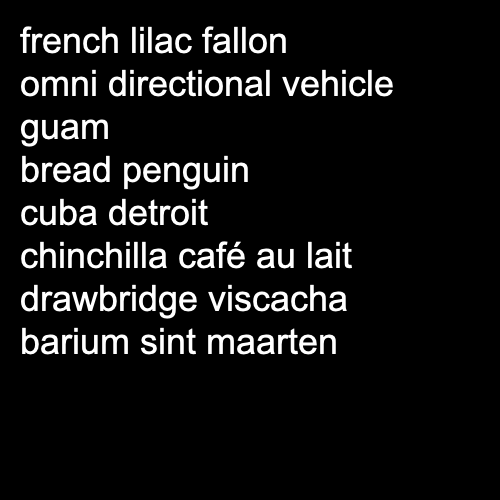 french lilac fallon
omni directional vehicle
guam
bread penguin
cuba detroit
chinchilla café au lait
drawbridge viscacha
barium sint maarten